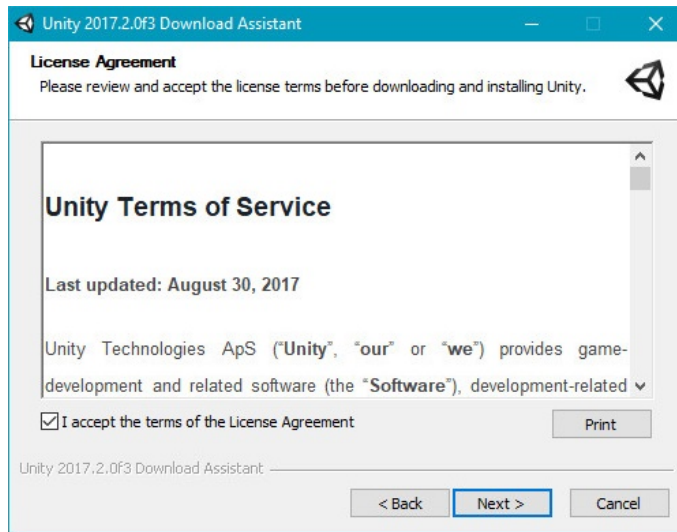 Unity 2017.2.0f3 Download Assistant
License Agreement
Please review and accept the license terms before downloading and installing Unity.
Unity Terms of Service
Last updated: August 30, 2017
Unity Technologies ApS (“Unity”, “our” or “we”) provides game-
development and related software (the “Software”), development-related
I accept the terms of the License Agreement
Print
Unity 2017.2.0f3 Download Assistant
< Back
Next >
Cancel